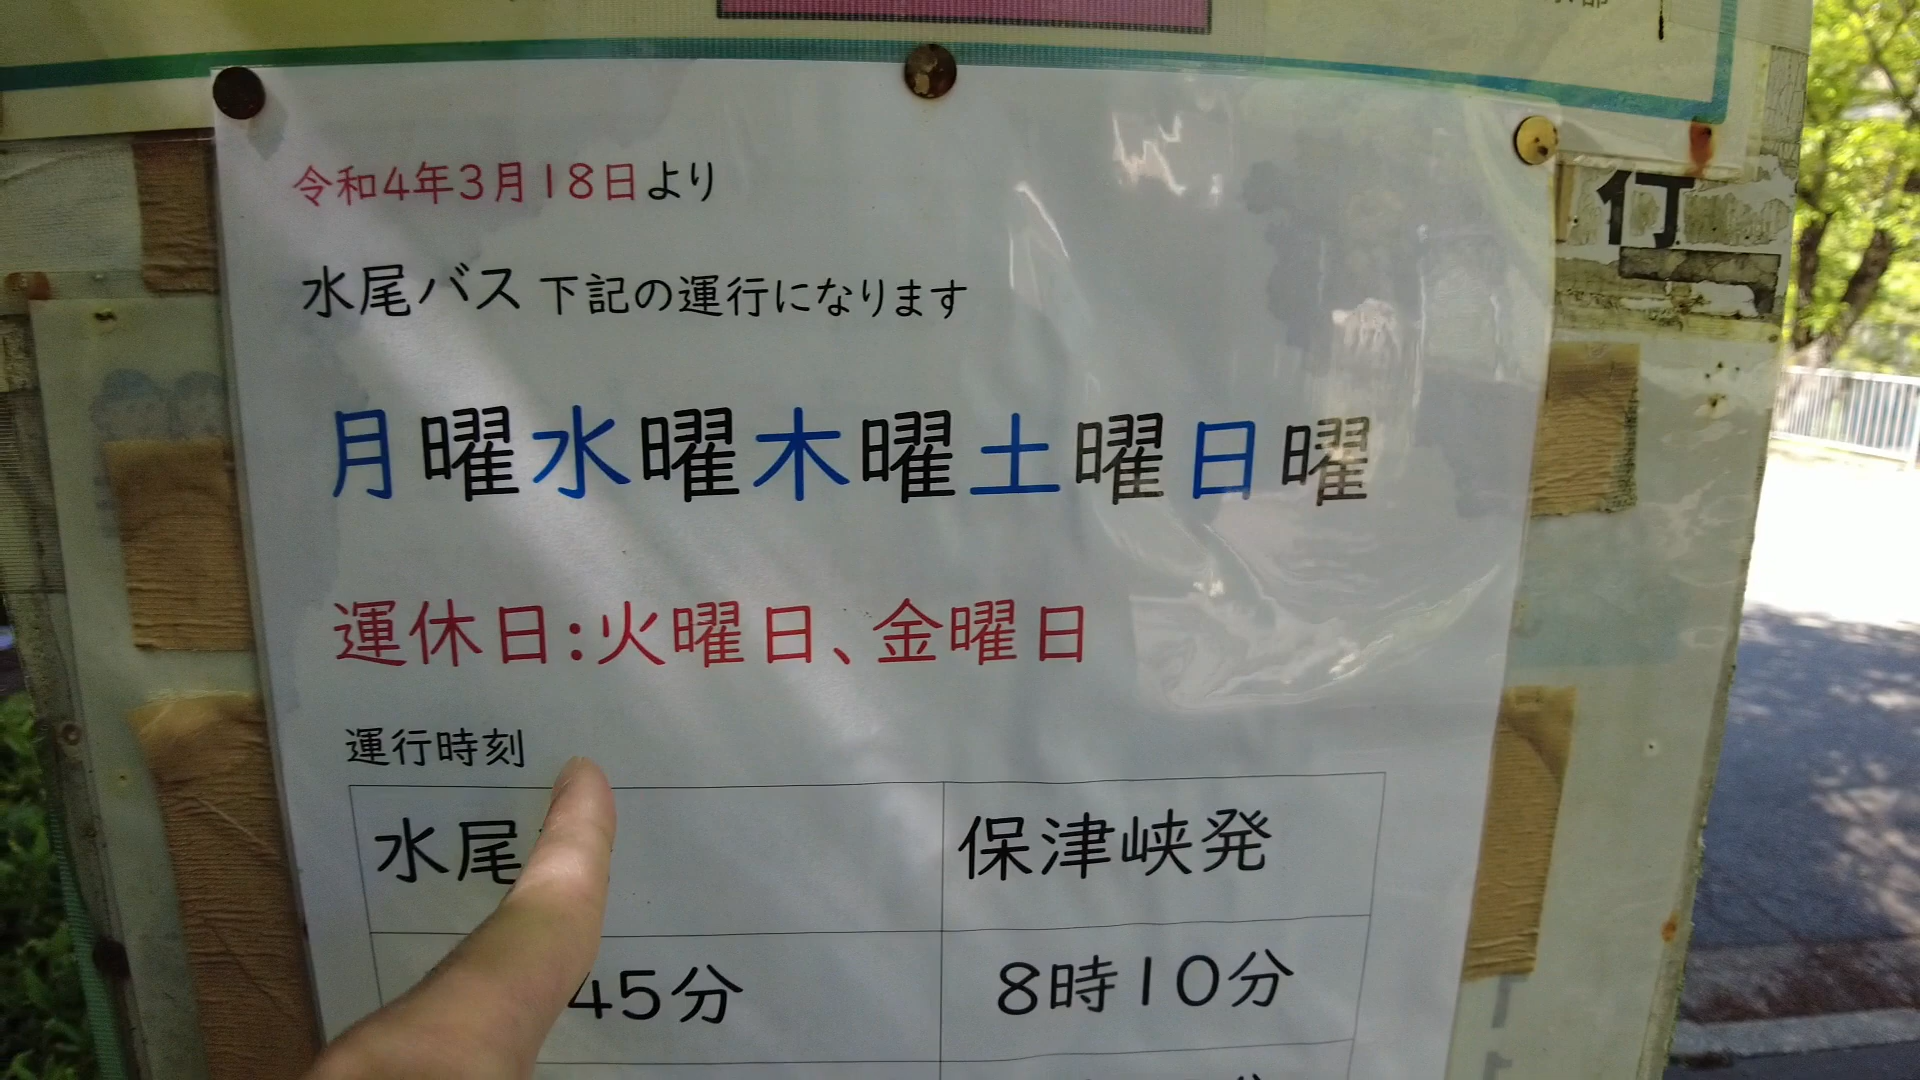 令和4年3月18日より
水尾バス 下記の運行になります
月曜水曜木曜土曜日曜
運休日:火曜日、金曜日
運行時刻
水尾 保津峡発
45分 8時10分